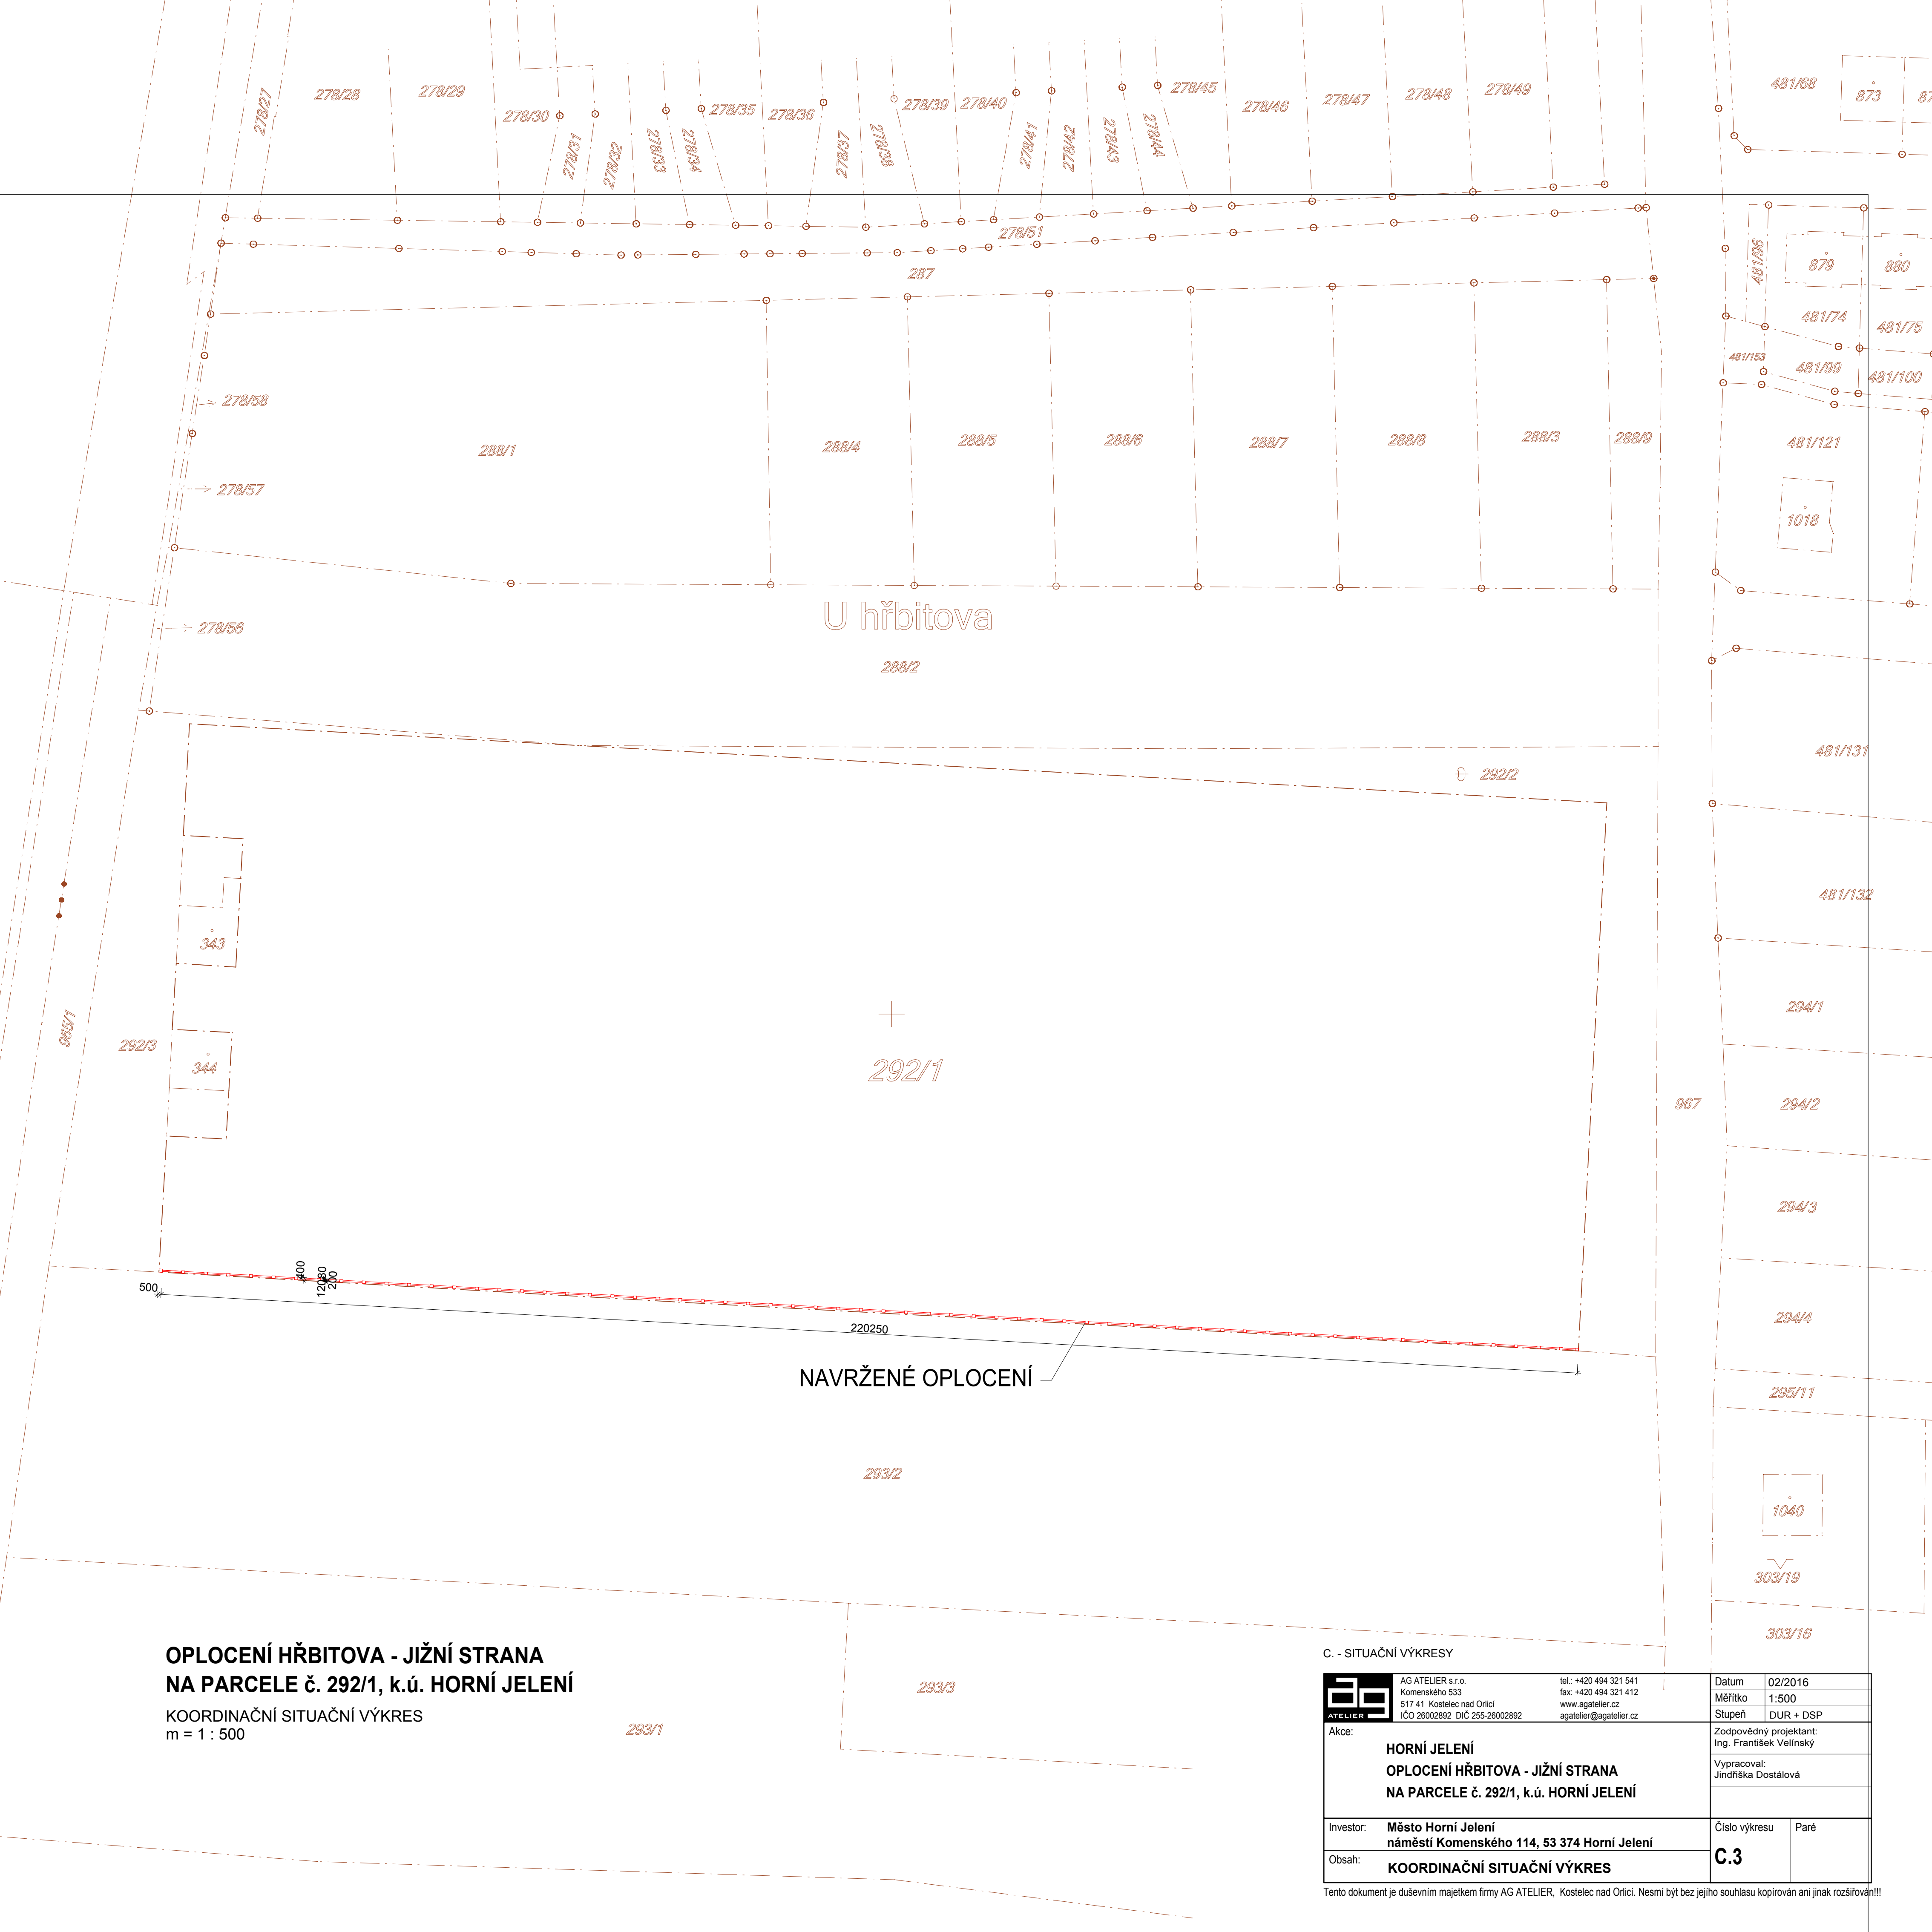 278/27
278/28
278/29
278/30
278/31
278/32
278/33
278/34
278/35
278/36
278/37
278/38
278/39
278/40
278/41
278/42
278/43
278/44
278/45
278/46
278/47
278/48
278/49
481/68
873
278/51
287
481/96
879
880
481/74
481/75
481/153
481/99
481/100
278/58
278/57
288/1
288/4
288/5
288/6
288/7
288/8
288/3
288/9
481/121
1018
278/56
U hřbitova
288/2
292/2
481/131
481/132
343
965/1
292/3
344
292/1
294/1
967
294/2
294/3
294/4
500
400
12080
200
220250
NAVRŽENÉ OPLOCENÍ
295/11
293/2
1040
303/19
303/16
293/3
293/1
OPLOCENÍ HŘBITOVA - JIŽNÍ STRANA
NA PARCELE č. 292/1, k.ú. HORNÍ JELENÍ
KOORDINAČNÍ SITUAČNÍ VÝKRES
m = 1 : 500
C. - SITUAČNÍ VÝKRESY
ag
ATELIER
AG ATELIER s.r.o.
Komenského 533
517 41 Kostelec nad Orlicí
IČO 26002892 DIČ 255-26002892
tel.: +420 494 321 541
fax: +420 494 321 412
www.agatelier.cz
agatelier@agatelier.cz
Datum 02/2016
Měřítko 1:500
Stupeň DUR + DSP
Akce:
HORNÍ JELENÍ
OPLOCENÍ HŘBITOVA - JIŽNÍ STRANA
NA PARCELE č. 292/1, k.ú. HORNÍ JELENÍ
Zodpovědný projektant:
Ing. František Velínský
Vypracoval:
Jindřiška Dostálová
Investor: Město Horní Jelení
náměstí Komenského 114, 53 374 Horní Jelení
Obsah: KOORDINAČNÍ SITUAČNÍ VÝKRES
Číslo výkresu
C.3
Paré
Tento dokument je duševním majetkem firmy AG ATELIER, Kostelec nad Orlicí. Nesmí být bez jejího souhlasu kopírován ani jinak rozšiřován!!!